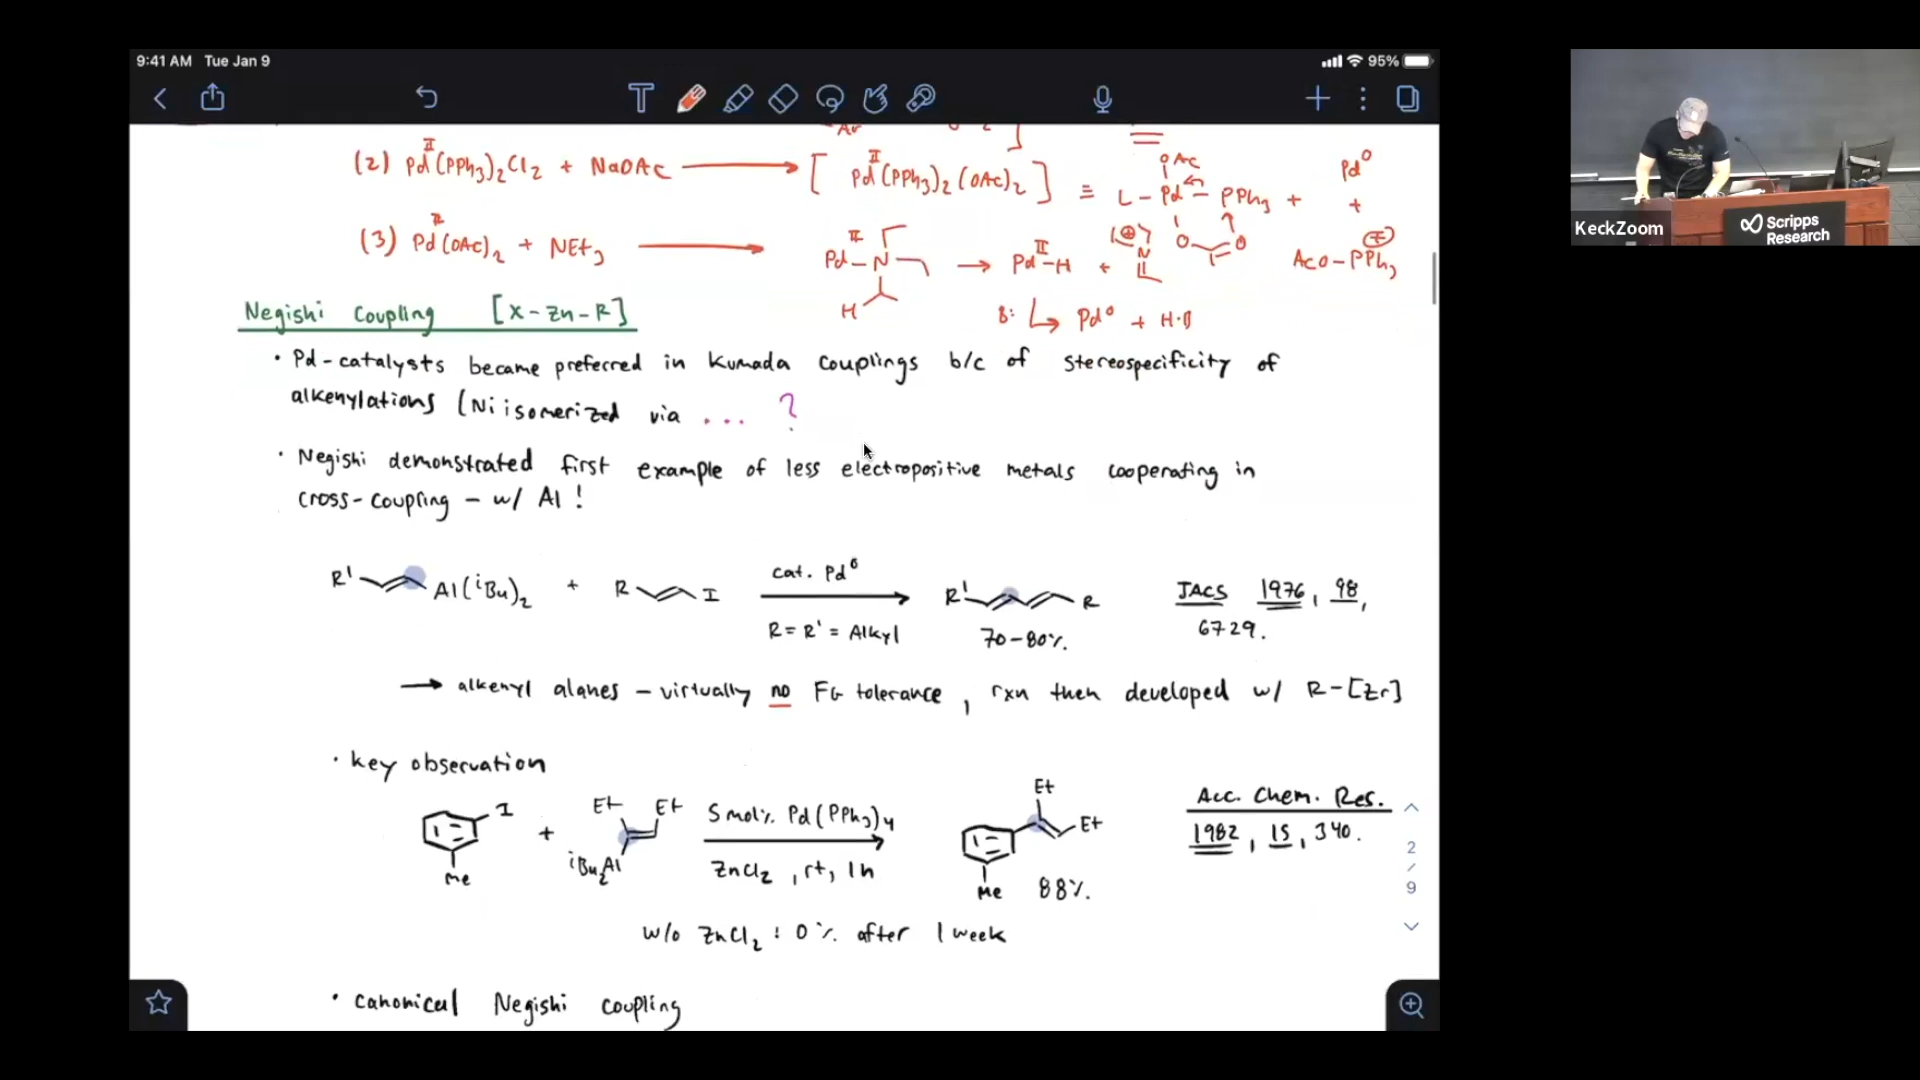 9:41 AM Tue Jan 9
95%
KeckZoom
Scripps Research
Ar
(2) Pd(PPh3)2Cl2 + NaOAc → [ Pd(PPh3)2(OAc)2 ] ≡ L-Pd-PPh3 +
II
II
OAc
Pd⁰
+
O
O
AcO-PPh3
⊕
(3) Pd(OAc)2 + NEt3 → Pd-N → Pd-H + N
II
II
⊕
H
β: ↳ Pd⁰ + H·B
Negishi Coupling [X-Zn-R]
• Pd-catalysts became preferred in Kumada couplings b/c of stereospecificity of
alkenylations (Ni isomerized via ... ?
• Negishi demonstrated first example of less electropositive metals cooperating in
cross-coupling - w/ Al !
R' Al(iBu)2 + R I
cat. Pd⁰
R=R'=Alkyl
R' R
70-80%
JACS 1976, 98,
6729.
→ alkenyl alanes - virtually no FG tolerance, rxn then developed w/ R-[Zr]
• key observation
I
Me
+
Et Et
iBu2Al
5 mol% Pd(PPh3)4
ZnCl2, rt, 1h
Et
Et
Me 88%.
Acc. Chem. Res.
1982, 15, 340.
w/o ZnCl2 : 0% after 1 week
• canonical Negishi coupling
2
/
9